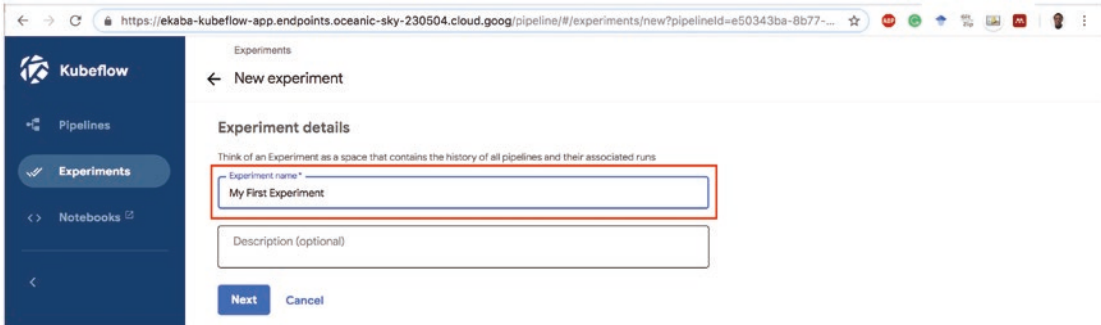 https://ekaba-kubeflow-app.endpoints.oceanic-sky-230504.cloud.goog/pipeline/#/experiments/new?pipelineId=e50343ba-8b77-...
ABP
Kubeflow
Experiments
New experiment
Pipelines
Experiments
Notebooks
Experiment details
Think of an Experiment as a space that contains the history of all pipelines and their associated runs
Experiment name *
My First Experiment
Description (optional)
Next Cancel